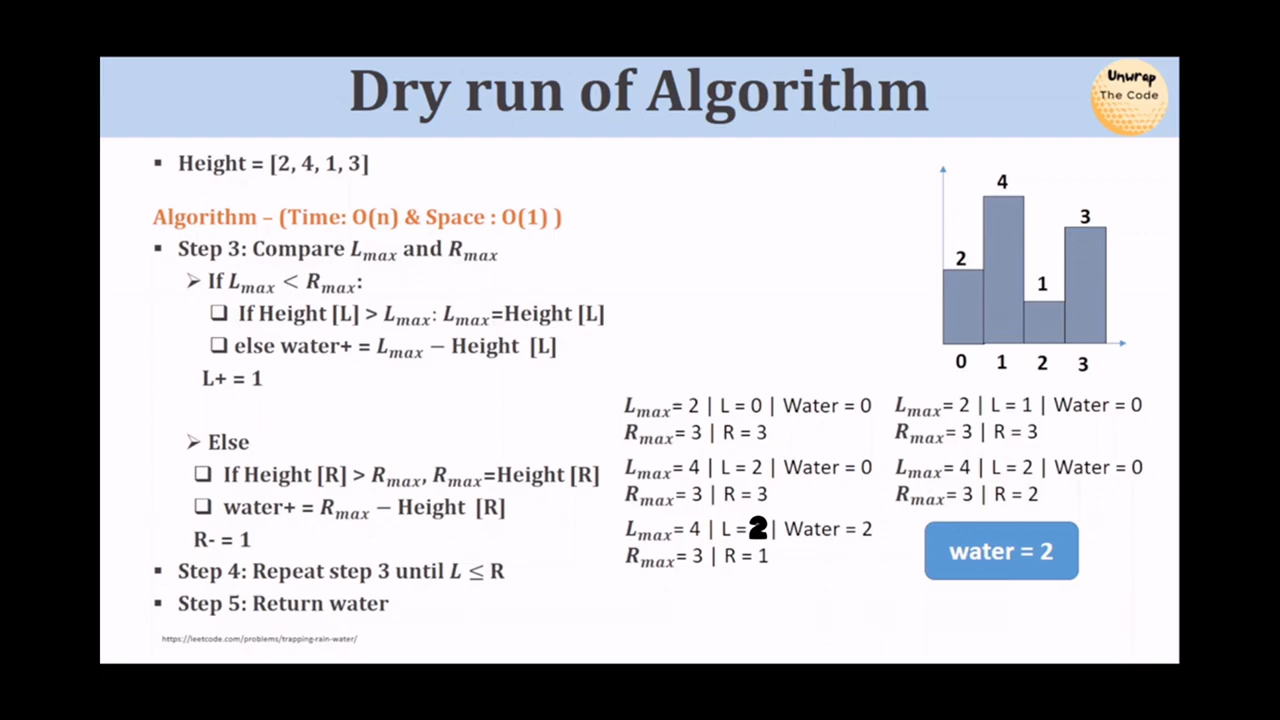 Dry run of Algorithm
Unwrap
The Code
▪ Height = [2, 4, 1, 3]
Algorithm – (Time: O(n) & Space : O(1) )
▪ Step 3: Compare Lmax and Rmax
➢ If Lmax < Rmax:
❑ If Height [L] > Lmax: Lmax=Height [L]
❑ else water+ = Lmax − Height [L]
L+ = 1
➢ Else
❑ If Height [R] > Rmax, Rmax=Height [R]
❑ water+ = Rmax − Height [R]
R- = 1
▪ Step 4: Repeat step 3 until L ≤ R
▪ Step 5: Return water
https://leetcode.com/problems/trapping-rain-water/
4
3
2
1
0 1 2 3
Lmax= 2 | L = 0 | Water = 0
Rmax= 3 | R = 3
Lmax= 2 | L = 1 | Water = 0
Rmax= 3 | R = 3
Lmax= 4 | L = 2 | Water = 0
Rmax= 3 | R = 3
Lmax= 4 | L = 2 | Water = 0
Rmax= 3 | R = 2
Lmax= 4 | L = 2 | Water = 2
Rmax= 3 | R = 1
water = 2